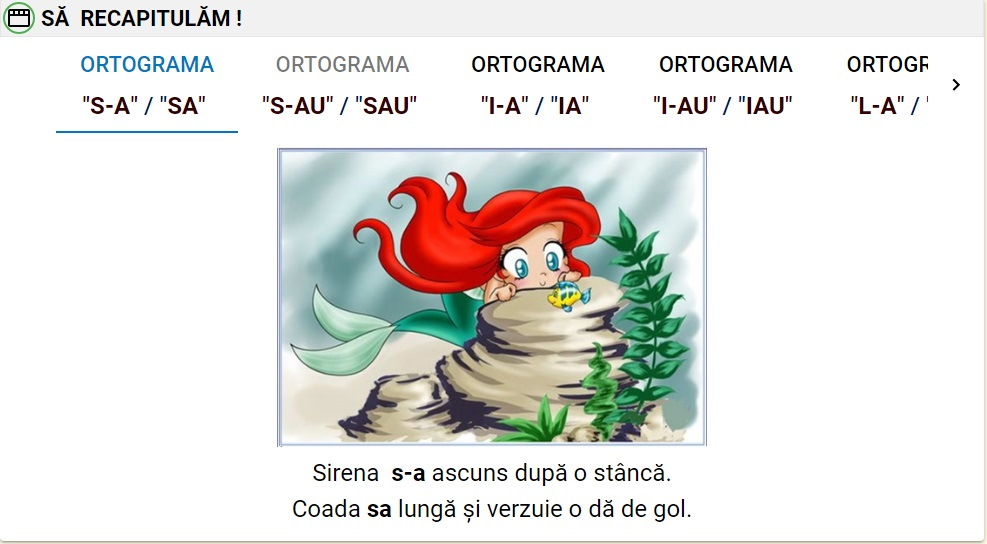 SĂ RECAPITULĂM !
ORTOGRAMA ORTOGRAMA ORTOGRAMA ORTOGRAMA ORTOGR
"S-A" / "SA" "S-AU" / "SAU" "I-A" / "IA" "I-AU" / "IAU" "L-A" / "
Sirena s-a ascuns după o stâncă.
Coada sa lungă și verzuie o dă de gol.